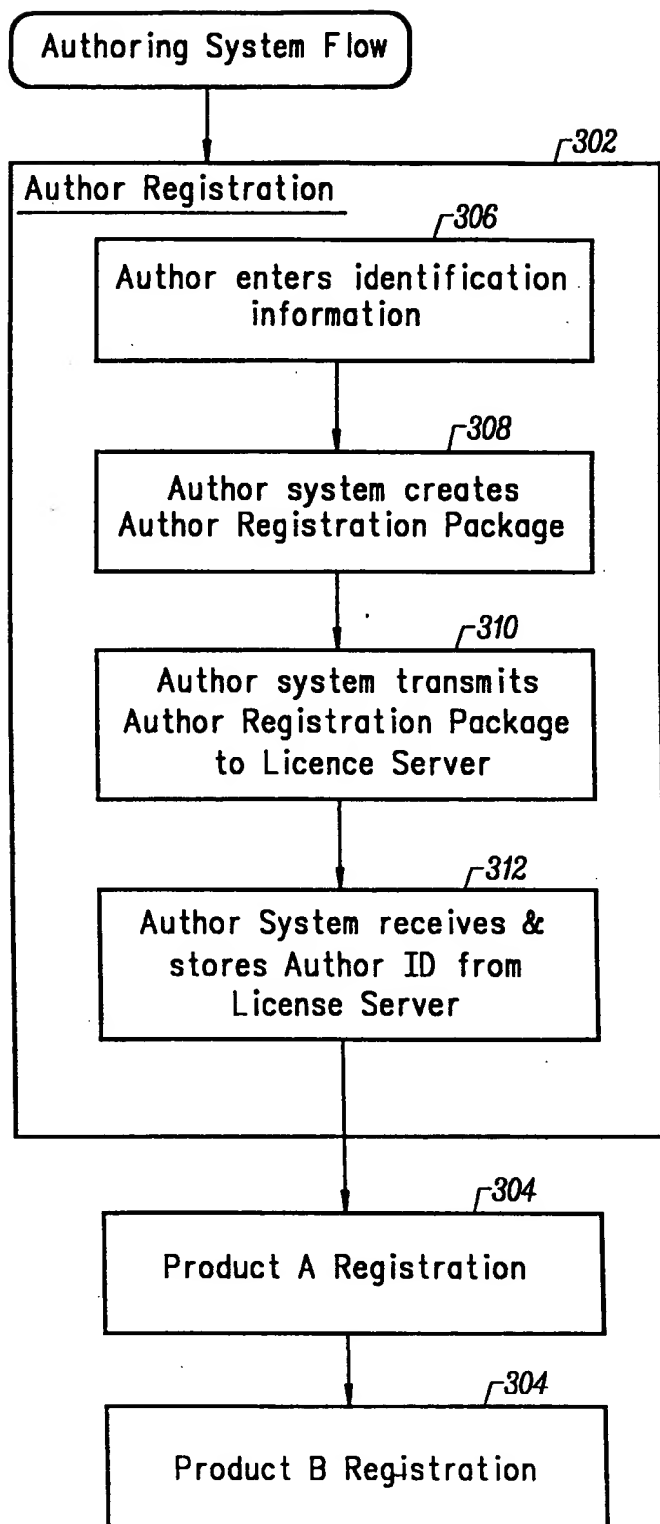 Authoring System Flow
302
Author Registration
306
Author enters identification
information
308
Author system creates
Author Registration Package
310
Author system transmits
Author Registration Package
to Licence Server
312
Author System receives &
stores Author ID from
License Server
304
Product A Registration
304
Product B Registration